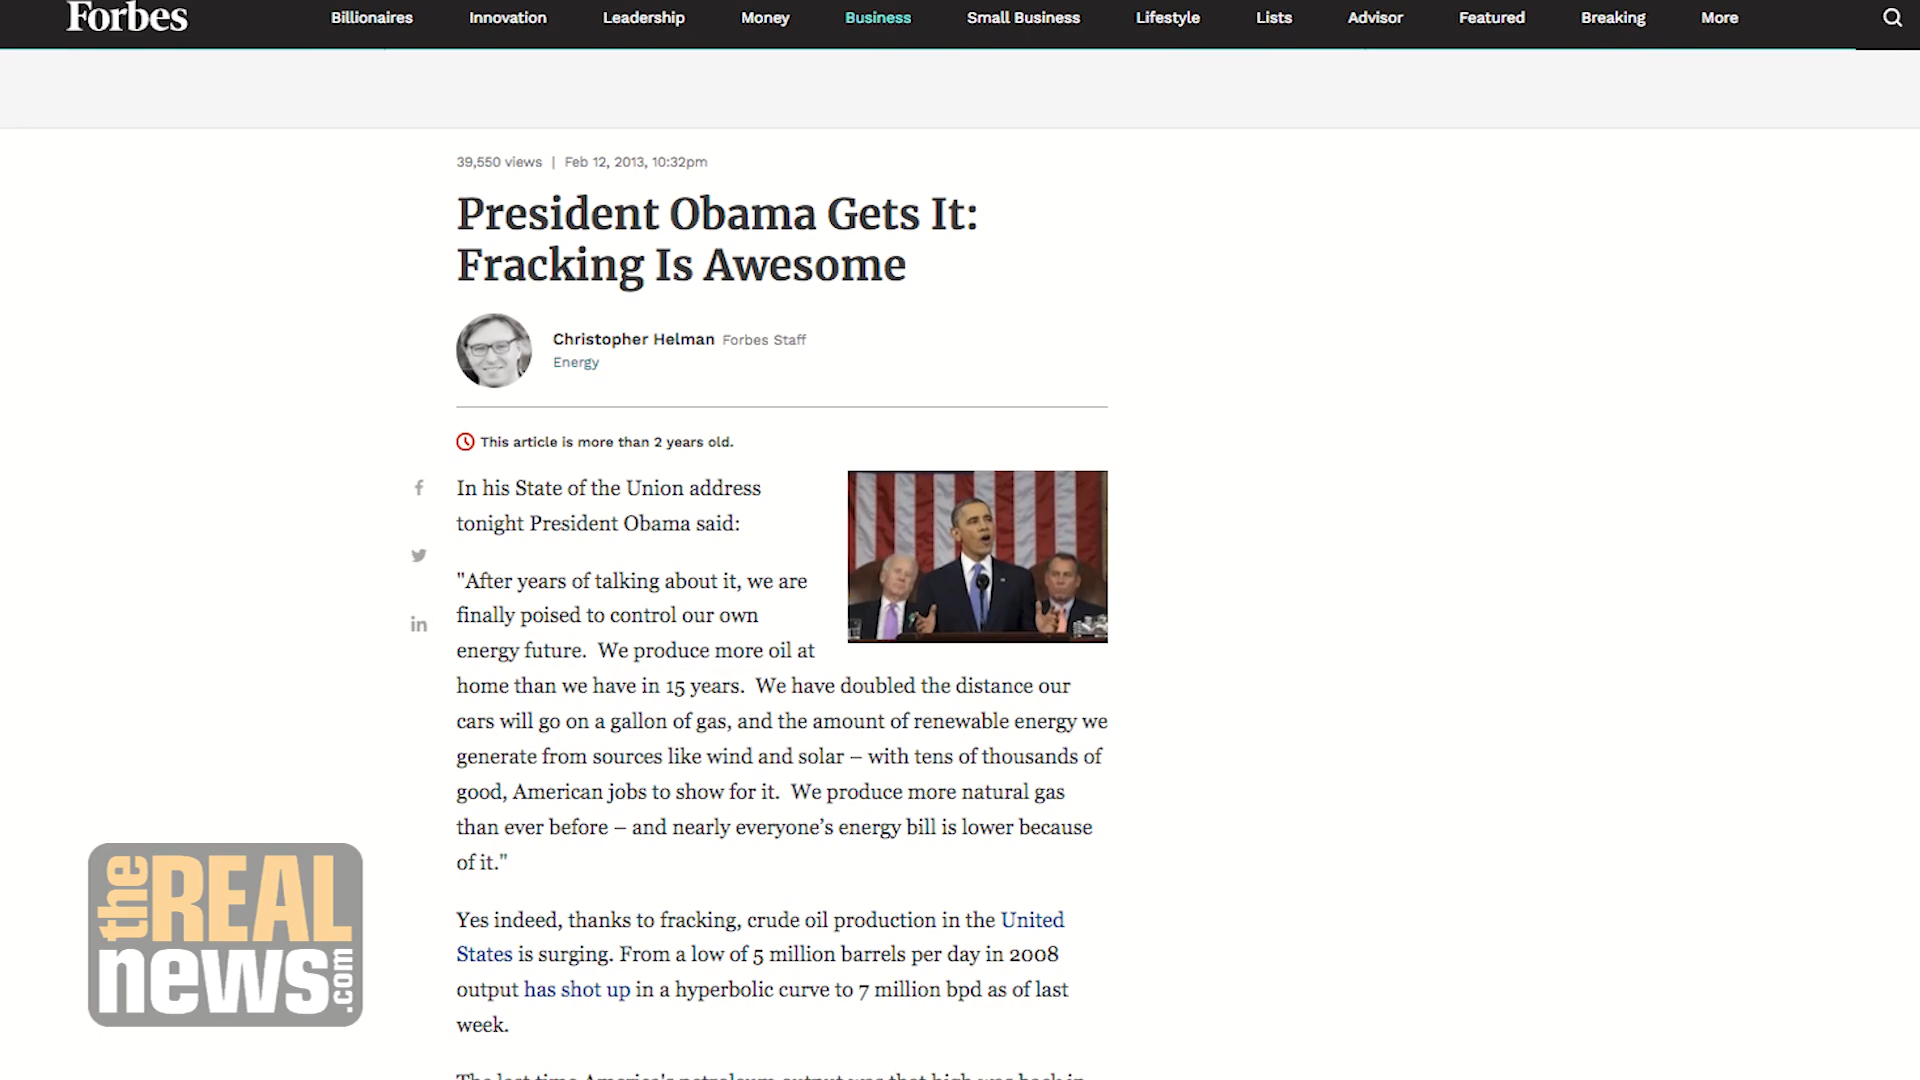 Forbes
Billionaires Innovation Leadership Money Business Small Business Lifestyle Lists Advisor Featured Breaking More
39,550 views | Feb 12, 2013, 10:32pm
President Obama Gets It:
Fracking Is Awesome
Christopher Helman Forbes Staff
Energy
This article is more than 2 years old.
In his State of the Union address
tonight President Obama said:
"After years of talking about it, we are
finally poised to control our own
energy future.  We produce more oil at
home than we have in 15 years.  We have doubled the distance our
cars will go on a gallon of gas, and the amount of renewable energy we
generate from sources like wind and solar – with tens of thousands of
good, American jobs to show for it.  We produce more natural gas
than ever before – and nearly everyone’s energy bill is lower because
of it."
Yes indeed, thanks to fracking, crude oil production in the United
States is surging. From a low of 5 million barrels per day in 2008
output has shot up in a hyperbolic curve to 7 million bpd as of last
week.
the REAL
news.com